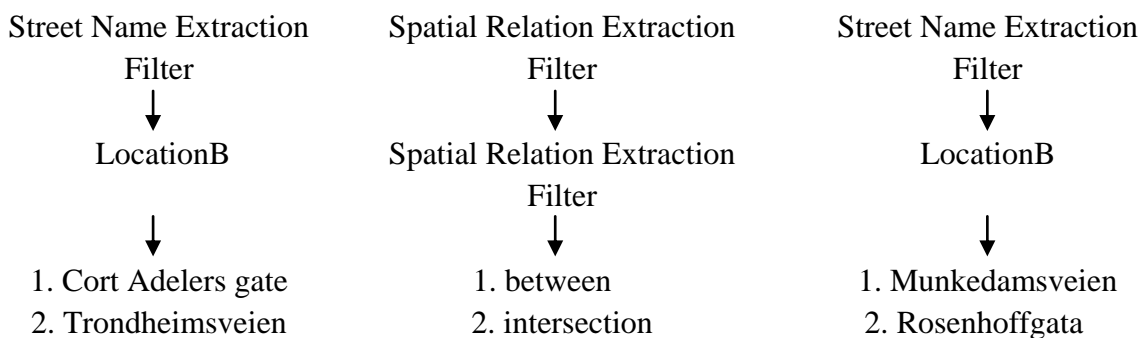 Street Name Extraction Filter
Spatial Relation Extraction Filter
Street Name Extraction Filter
LocationB
Spatial Relation Extraction Filter
LocationB
1. Cort Adelers gate
2. Trondheimsveien
1. between
2. intersection
1. Munkedamsveien
2. Rosenhoffgata